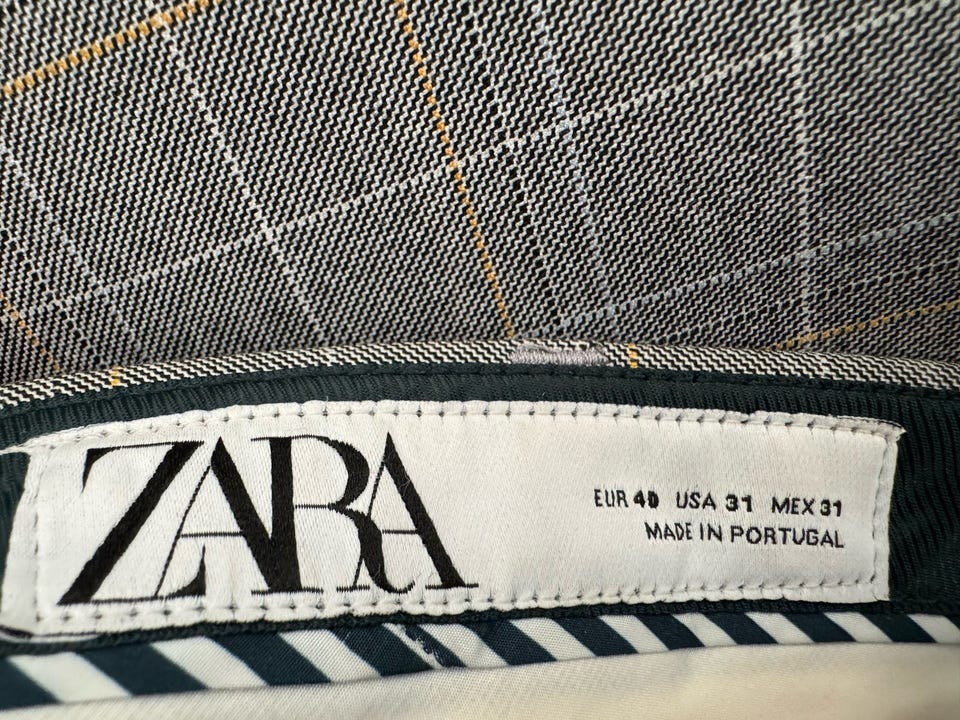 ZARA
EUR 40 USA 31 MEX 31
MADE IN PORTUGAL